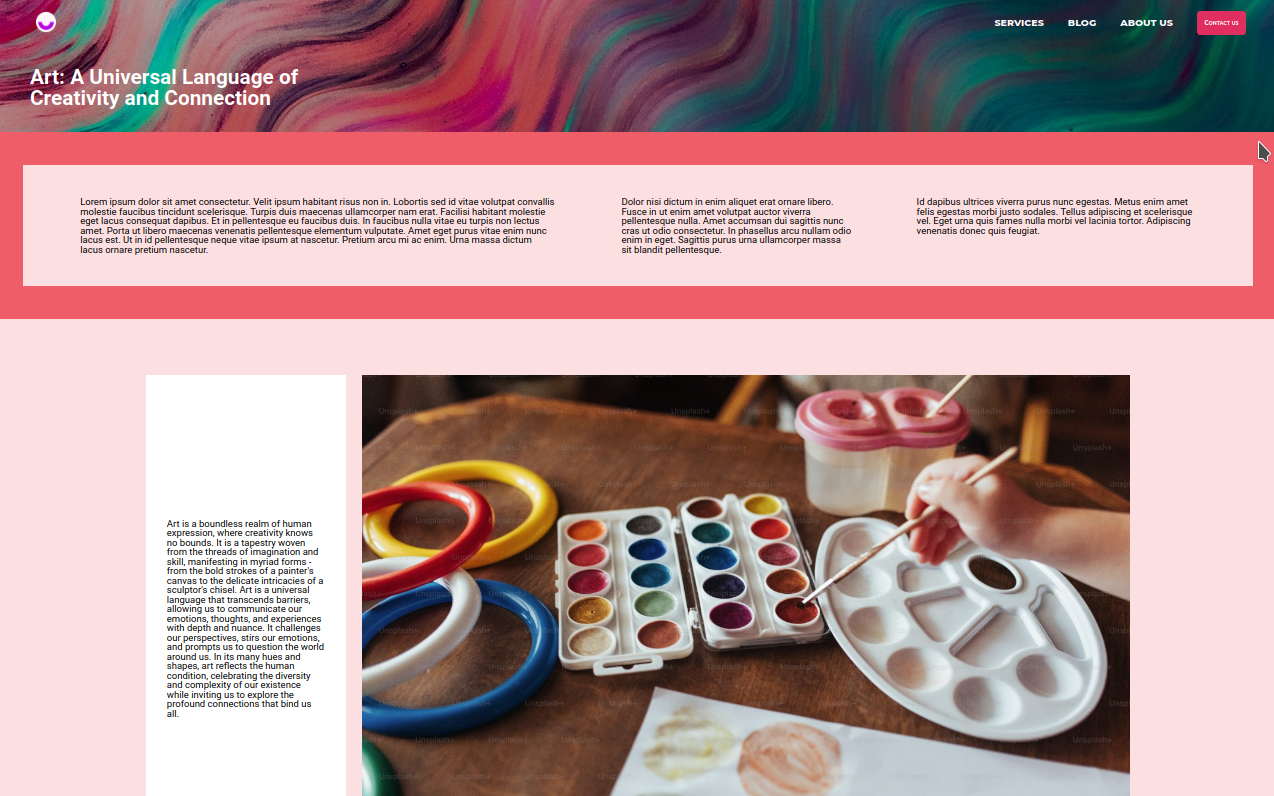 SERVICES BLOG ABOUT US Contact us
Art: A Universal Language of
Creativity and Connection
Lorem ipsum dolor sit amet consectetur. Velit ipsum habitant risus non in. Lobortis sed id vitae volutpat convallis
molestie faucibus tincidunt scelerisque. Turpis duis maecenas ullamcorper nam erat. Facilisi habitant molestie
eget lacus consequat dapibus. Et in pellentesque eu faucibus duis. In faucibus nulla vitae eu turpis non lectus
amet. Porta ut libero maecenas venenatis pellentesque elementum vulputate. Amet eget purus vitae enim nunc
lacus est. Ut in id pellentesque neque vitae ipsum at nascetur. Pretium arcu mi ac enim. Urna massa dictum
lacus ornare pretium nascetur.
Dolor nisi dictum in enim aliquet erat ornare libero.
Fusce in ut enim amet volutpat auctor viverra
pellentesque nulla. Amet accumsan dui sagittis nunc
cras ut odio consectetur. In phasellus arcu nullam odio
enim in eget. Sagittis purus urna ullamcorper massa
sit blandit pellentesque.
Id dapibus ultrices viverra purus nunc egestas. Metus enim amet
felis egestas morbi justo sodales. Tellus adipiscing et scelerisque
vel. Eget urna quis fames nulla morbi vel lacinia tortor. Adipiscing
venenatis donec quis feugiat.
Art is a boundless realm of human
expression, where creativity knows
no bounds. It is a tapestry woven
from the threads of imagination and
skill, manifesting in myriad forms -
from the bold strokes of a painter's
canvas to the delicate intricacies of a
sculptor's chisel. Art is a universal
language that transcends barriers,
allowing us to communicate our
emotions, thoughts, and experiences
with depth and nuance. It challenges
our perspectives, stirs our emotions,
and prompts us to question the world
around us. In its many hues and
shapes, art reflects the human
condition, celebrating the diversity
and complexity of our existence
while inviting us to explore the
profound connections that bind us
all.
Unsplash+